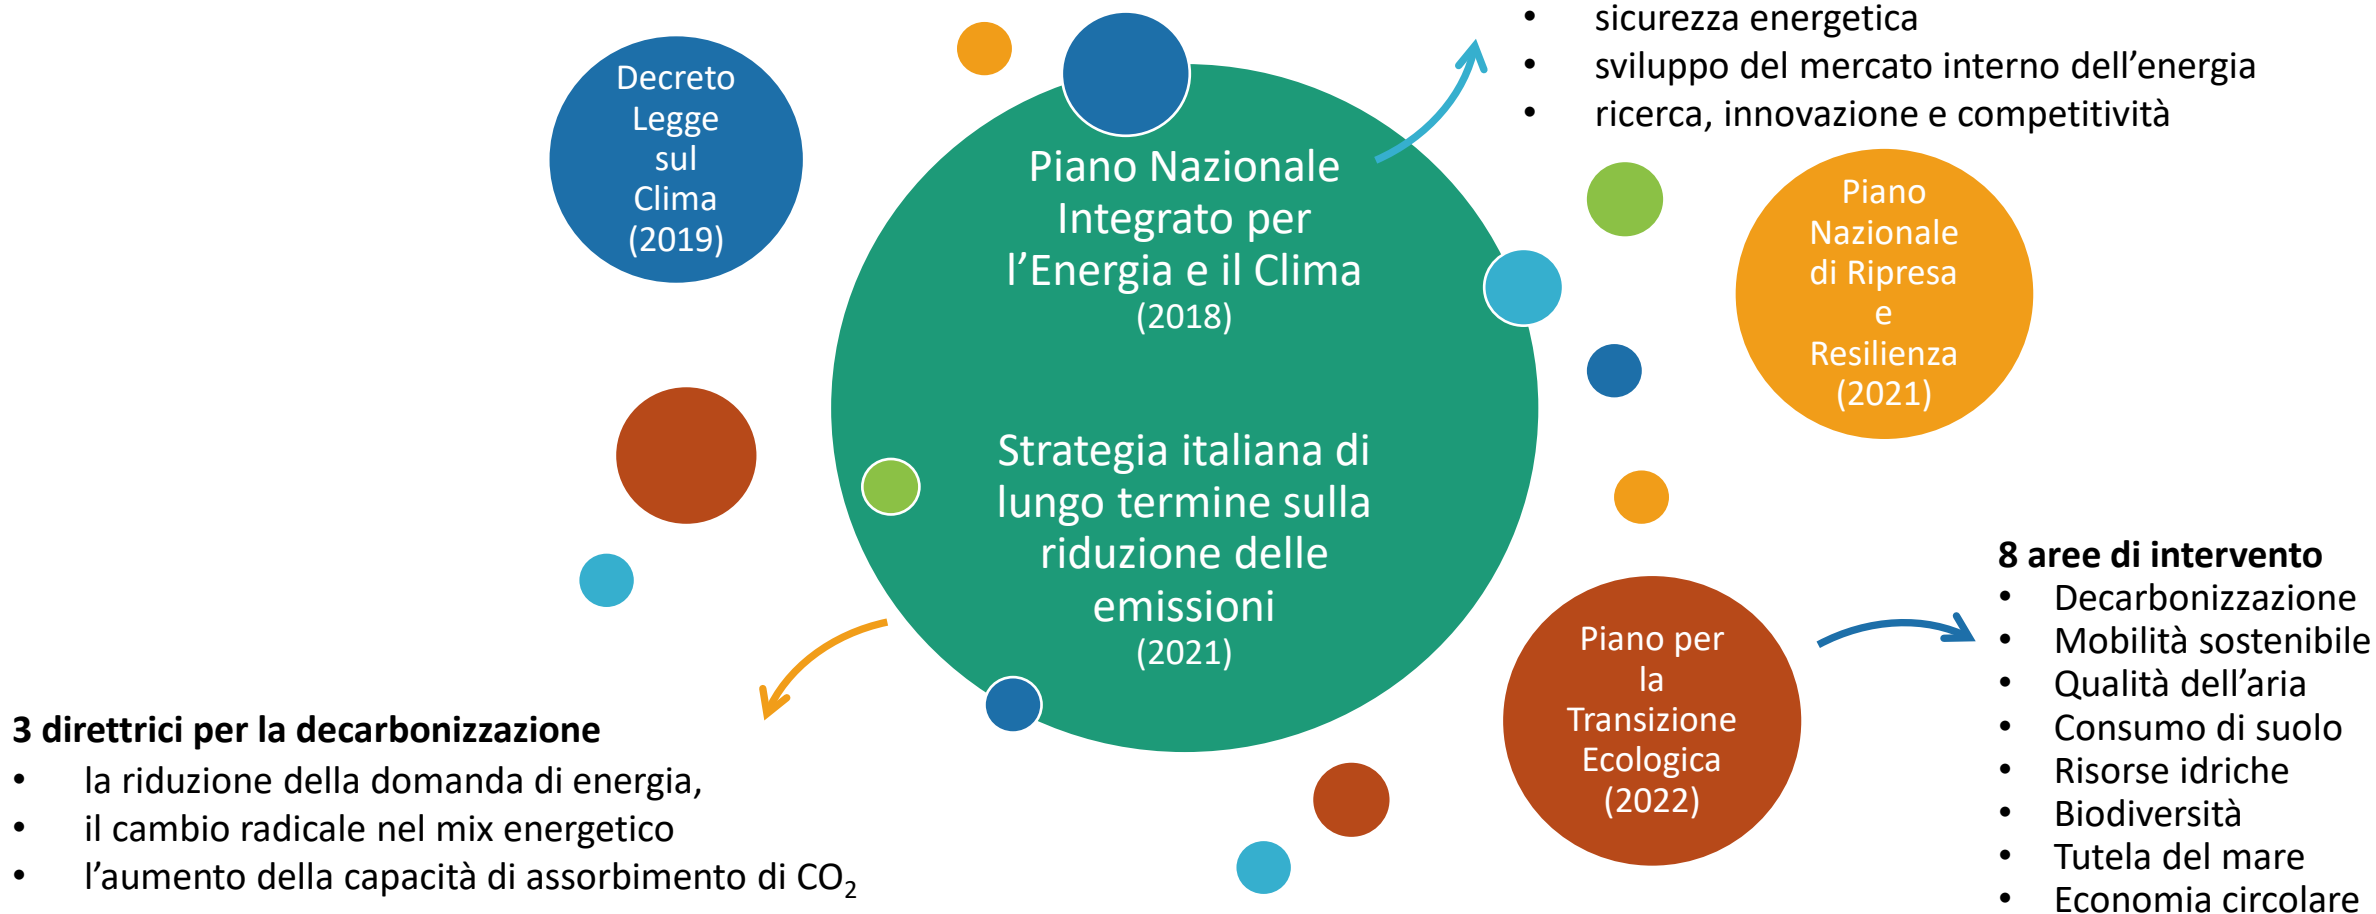 • sicurezza energetica
• sviluppo del mercato interno dell’energia
• ricerca, innovazione e competitività
Decreto
Legge
sul
Clima
(2019)
Piano Nazionale
Integrato per
l’Energia e il Clima
(2018)
Strategia italiana di
lungo termine sulla
riduzione delle
emissioni
(2021)
Piano
Nazionale
di Ripresa
e
Resilienza
(2021)
Piano per
la
Transizione
Ecologica
(2022)
8 aree di intervento
• Decarbonizzazione
• Mobilità sostenibile
• Qualità dell’aria
• Consumo di suolo
• Risorse idriche
• Biodiversità
• Tutela del mare
• Economia circolare
3 direttrici per la decarbonizzazione
• la riduzione della domanda di energia,
• il cambio radicale nel mix energetico
• l’aumento della capacità di assorbimento di CO₂